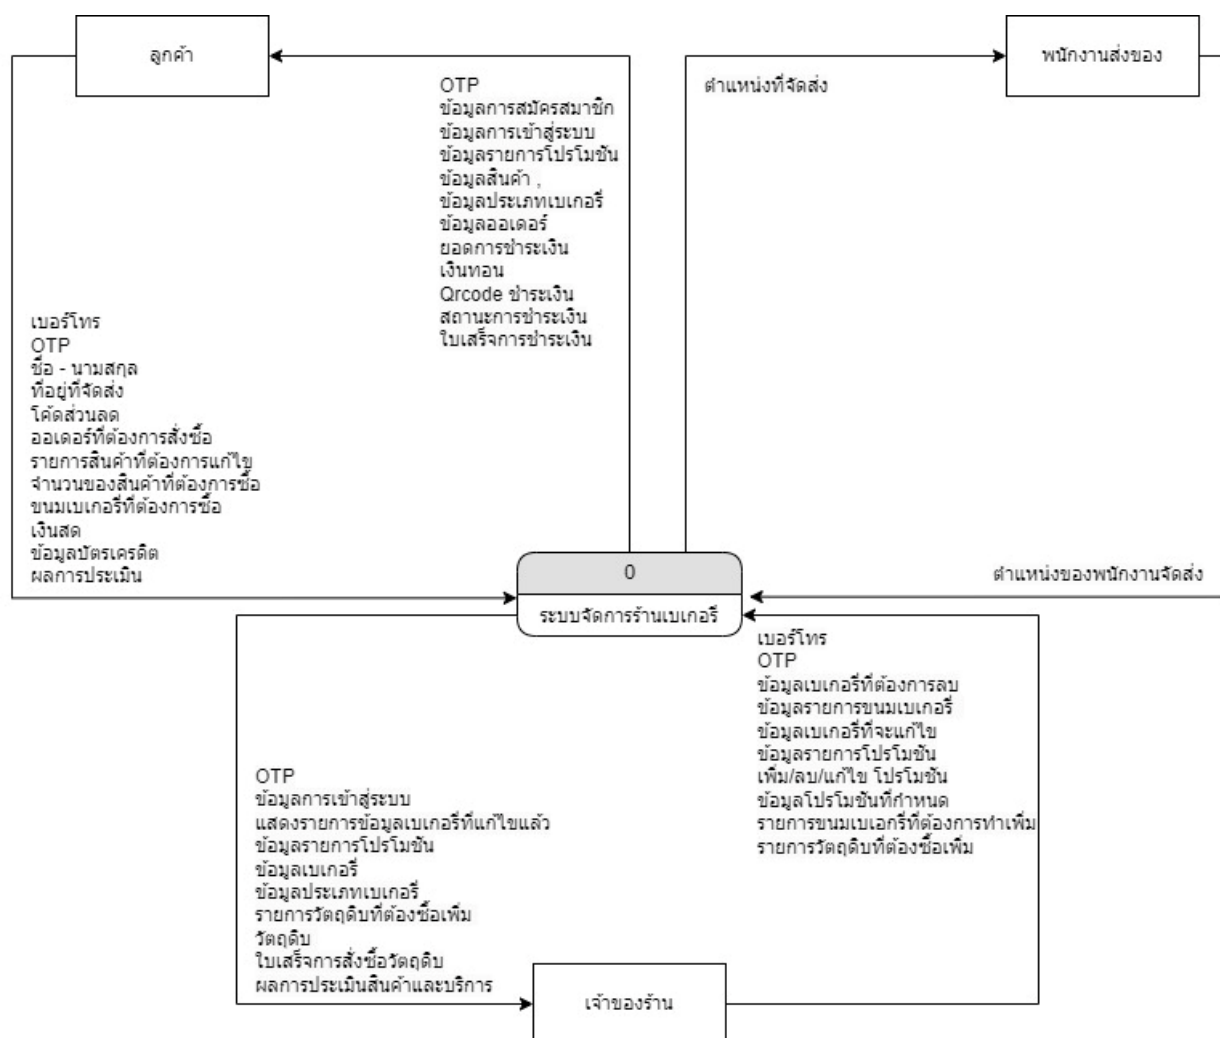 ลูกค้า
พนักงานส่งของ
OTP
ข้อมูลการสมัครสมาชิก
ข้อมูลการเข้าสู่ระบบ
ข้อมูลรายการโปรโมชัน
ข้อมูลสินค้า ,
ข้อมูลประเภทเบเกอรี่
ข้อมูลออเดอร์
ยอดการชำระเงิน
เงินทอน
Qrcode ชำระเงิน
สถานะการชำระเงิน
ใบเสร็จการชำระเงิน
ตำแหน่งที่จัดส่ง
เบอร์โทร
OTP
ชื่อ - นามสกุล
ที่อยู่ที่จัดส่ง
โค้ดส่วนลด
ออเดอร์ที่ต้องการสั่งซื้อ
รายการสินค้าที่ต้องการแก้ไข
จำนวนของสินค้าที่ต้องการซื้อ
ขนมเบเกอรี่ที่ต้องการซื้อ
เงินสด
ข้อมูลบัตรเครดิต
ผลการประเมิน
0
ระบบจัดการร้านเบเกอรี่
ตำแหน่งของพนักงานจัดส่ง
เบอร์โทร
OTP
ข้อมูลเบเกอรี่ที่ต้องการลบ
ข้อมูลรายการขนมเบเกอรี่
ข้อมูลเบเกอรี่ที่จะแก้ไข
ข้อมูลรายการโปรโมชัน
เพิ่ม/ลบ/แก้ไข โปรโมชัน
ข้อมูลโปรโมชันที่กำหนด
รายการขนมเบเอกรี่ที่ต้องการทำเพิ่ม
รายการวัตถุดิบที่ต้องซื้อเพิ่ม
OTP
ข้อมูลการเข้าสู่ระบบ
แสดงรายการข้อมูลเบเกอรี่ที่แก้ไขแล้ว
ข้อมูลรายการโปรโมชัน
ข้อมูลเบเกอรี่
ข้อมูลประเภทเบเกอรี่
รายการวัตถุดิบที่ต้องซื้อเพิ่ม
วัตถุดิบ
ใบเสร็จการสั่งซื้อวัตถุดิบ
ผลการประเมินสินค้าและบริการ
เจ้าของร้าน